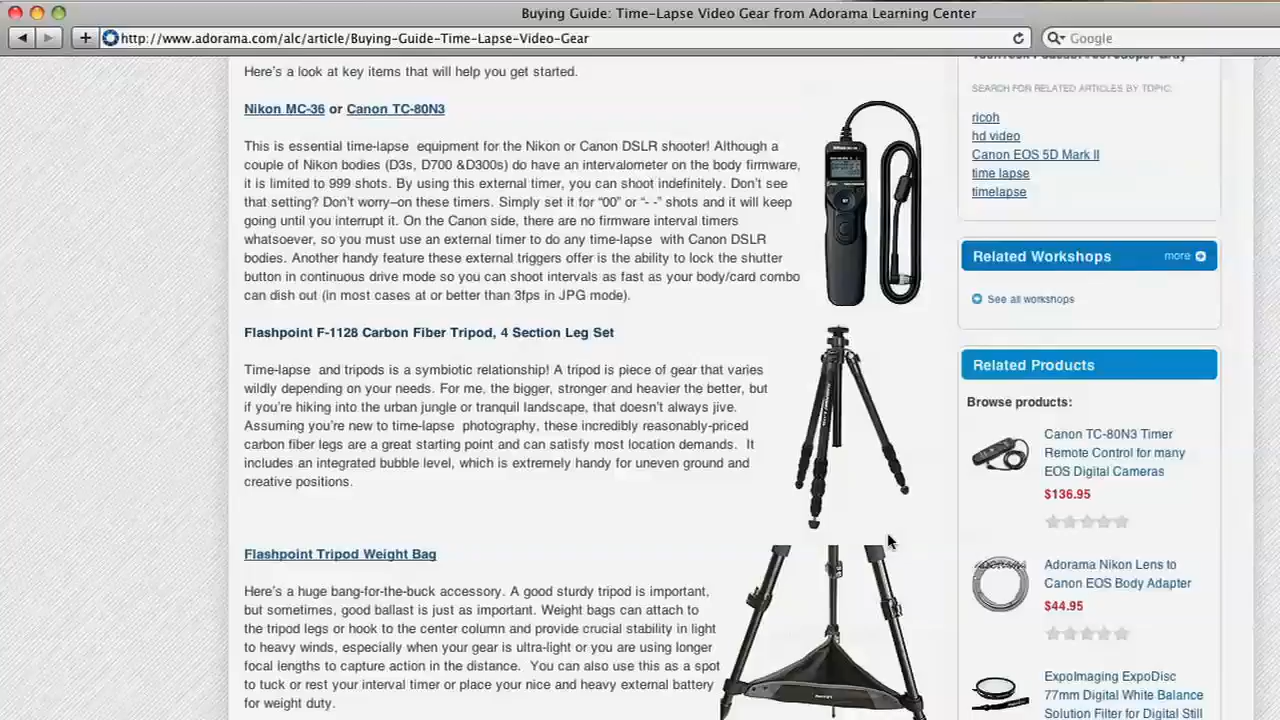 Buying Guide: Time-Lapse Video Gear from Adorama Learning Center
http://www.adorama.com/alc/article/Buying-Guide-Time-Lapse-Video-Gear
Google
Here's a look at key items that will help you get started.
Nikon MC-36 or Canon TC-80N3
This is essential time-lapse equipment for the Nikon or Canon DSLR shooter! Although a
couple of Nikon bodies (D3s, D700 &D300s) do have an intervalometer on the body firmware,
it is limited to 999 shots. By using this external timer, you can shoot indefinitely. Don't see
that setting? Don't worry–on these timers. Simply set it for "00" or "- -" shots and it will keep
going until you interrupt it. On the Canon side, there are no firmware interval timers
whatsoever, so you must use an external timer to do any time-lapse with Canon DSLR
bodies. Another handy feature these external triggers offer is the ability to lock the shutter
button in continuous drive mode so you can shoot intervals as fast as your body/card combo
can dish out (in most cases at or better than 3fps in JPG mode).
Flashpoint F-1128 Carbon Fiber Tripod, 4 Section Leg Set
Time-lapse and tripods is a symbiotic relationship! A tripod is piece of gear that varies
wildly depending on your needs. For me, the bigger, stronger and heavier the better, but
if you're hiking into the urban jungle or tranquil landscape, that doesn't always jive.
Assuming you're new to time-lapse photography, these incredibly reasonably-priced
carbon fiber legs are a great starting point and can satisfy most location demands. It
includes an integrated bubble level, which is extremely handy for uneven ground and
creative positions.
Flashpoint Tripod Weight Bag
Here's a huge bang-for-the-buck accessory. A good sturdy tripod is important,
but sometimes, good ballast is just as important. Weight bags can attach to
the tripod legs or hook to the center column and provide crucial stability in light
to heavy winds, especially when your gear is ultra-light or you are using longer
focal lengths to capture action in the distance. You can also use this as a spot
to tuck or rest your interval timer or place your nice and heavy external battery
for weight duty.
SEARCH FOR RELATED ARTICLES BY TOPIC:
ricoh
hd video
Canon EOS 5D Mark II
time lapse
timelapse
Related Workshops more
See all workshops
Related Products
Browse products:
Canon TC-80N3 Timer
Remote Control for many
EOS Digital Cameras
$136.95
Adorama Nikon Lens to
Canon EOS Body Adapter
$44.95
ExpoImaging ExpoDisc
77mm Digital White Balance
Solution Filter for Digital Still